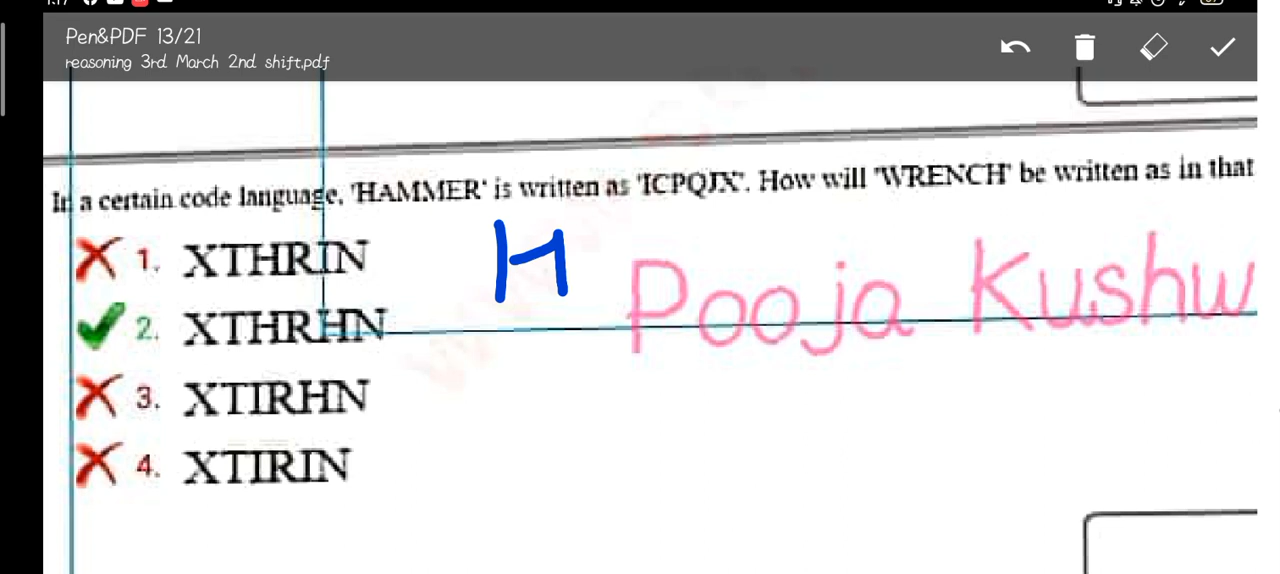 Pen&PDF 13/21
reasoning 3rd March 2nd shift.pdf
In a certain code language, 'HAMMER' is written as 'ICPQJX'. How will 'WRENCH' be written as in that
1. XTHRIN
2. XTHRHN
3. XTIRHN
4. XTIRIN
H
Pooja Kushw